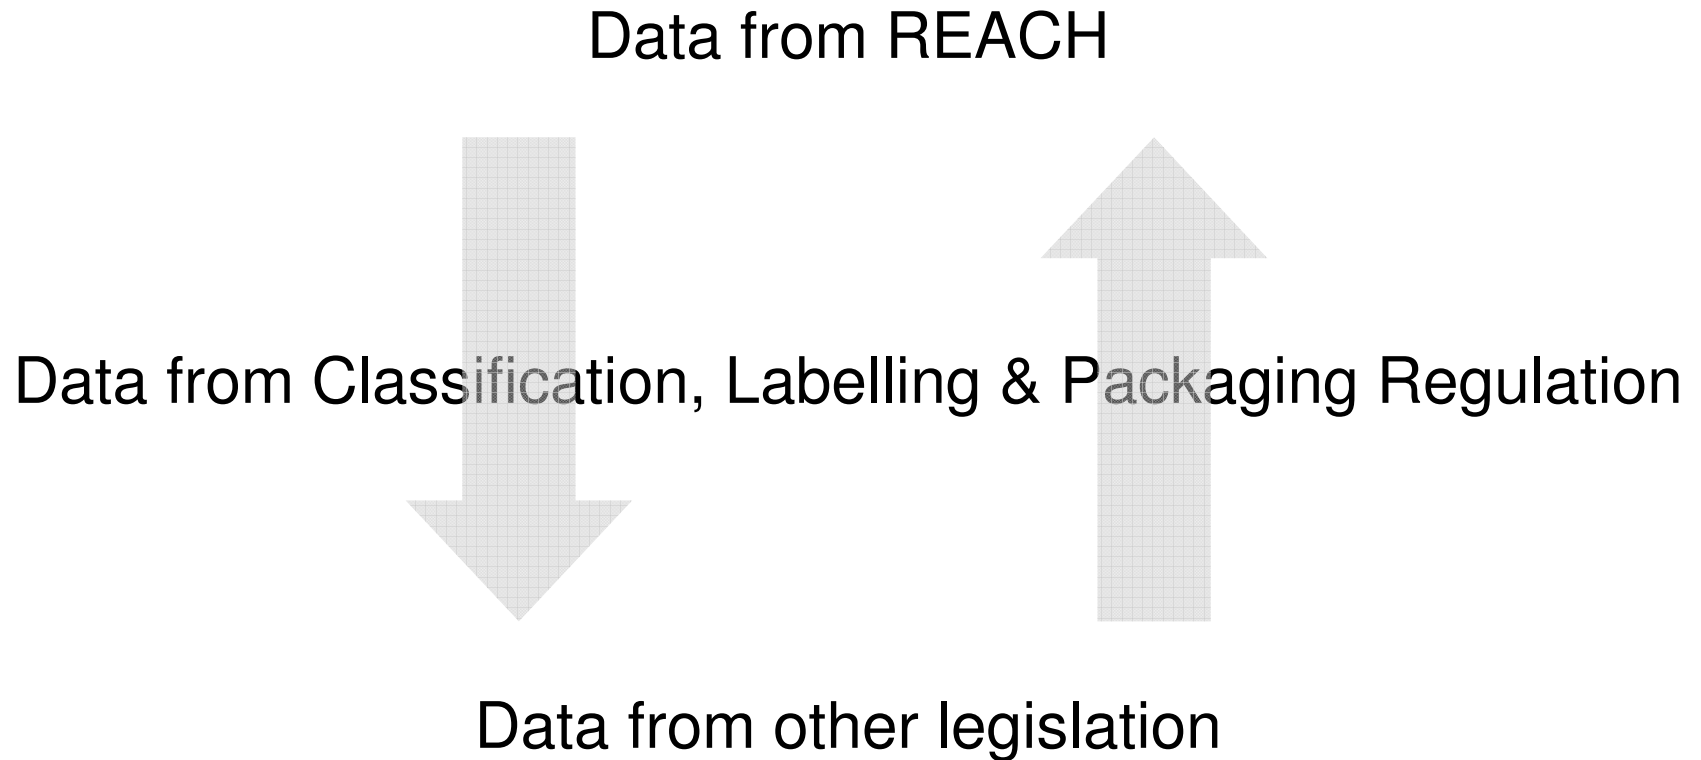 Data from REACH
Data from Classification, Labelling & Packaging Regulation
Data from other legislation